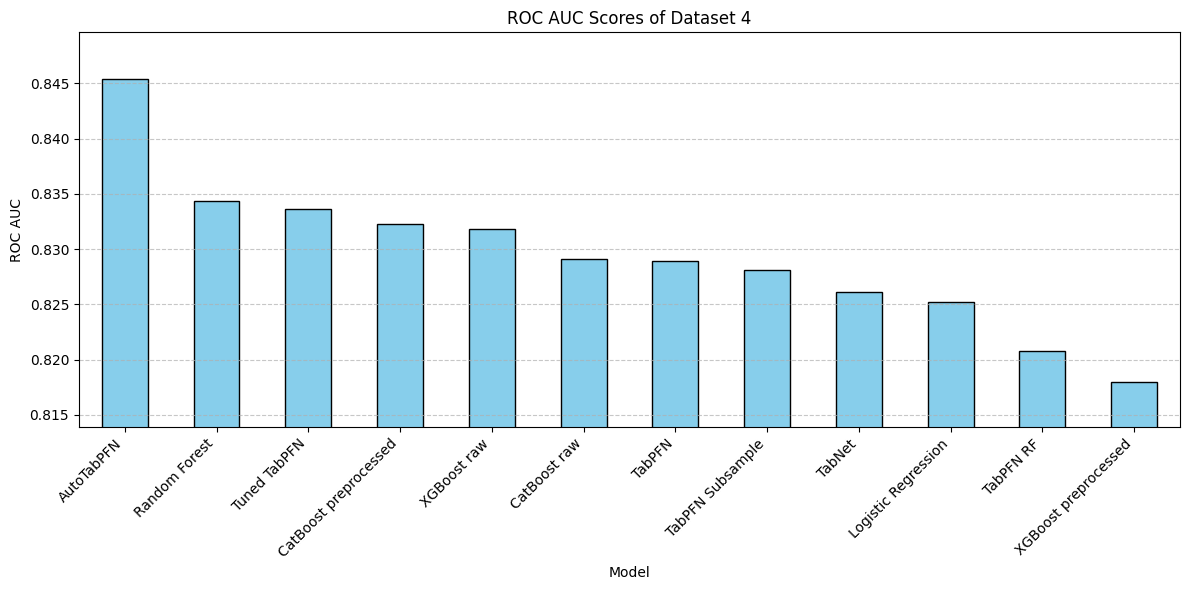 ROC AUC Scores of Dataset 4
ROC AUC
0.845
0.840
0.835
0.830
0.825
0.820
0.815
AutoTabPFN
Random Forest
Tuned TabPFN
CatBoost preprocessed
XGBoost raw
CatBoost raw
TabPFN
TabPFN Subsample
TabNet
Logistic Regression
TabPFN RF
XGBoost preprocessed
Model